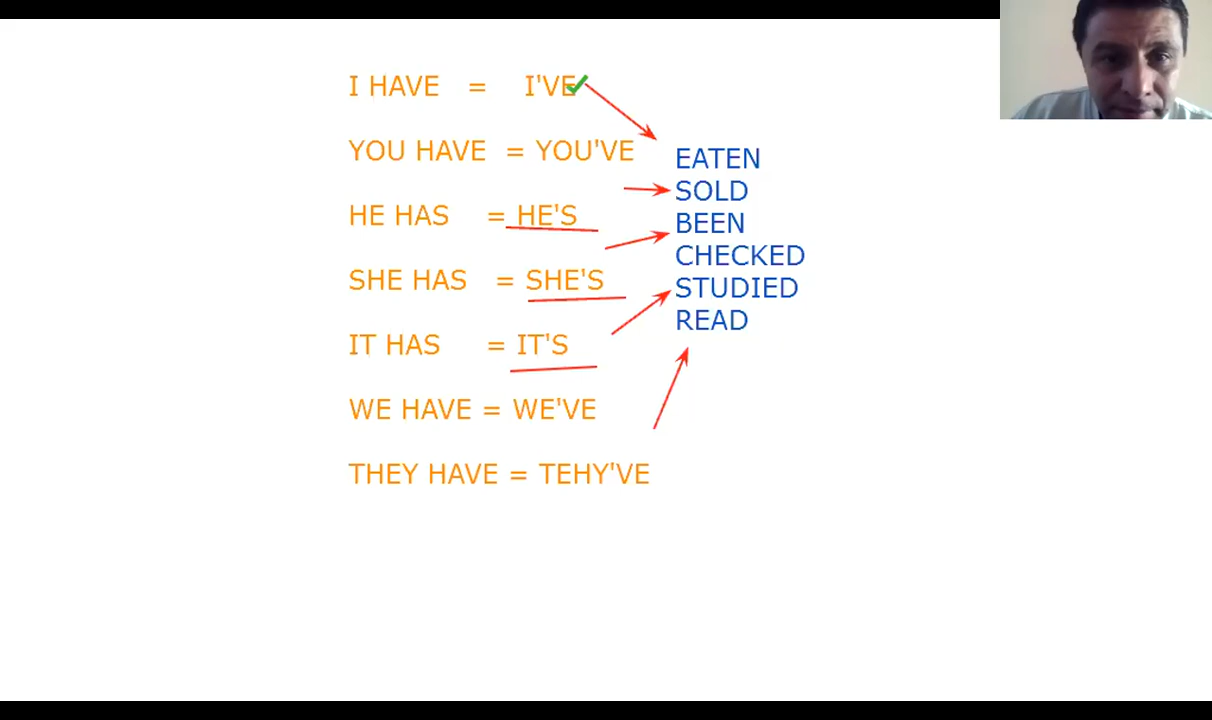 I HAVE = I'VE
YOU HAVE = YOU'VE
HE HAS = HE'S
SHE HAS = SHE'S
IT HAS = IT'S
WE HAVE = WE'VE
THEY HAVE = TEHY'VE
EATEN
SOLD
BEEN
CHECKED
STUDIED
READ